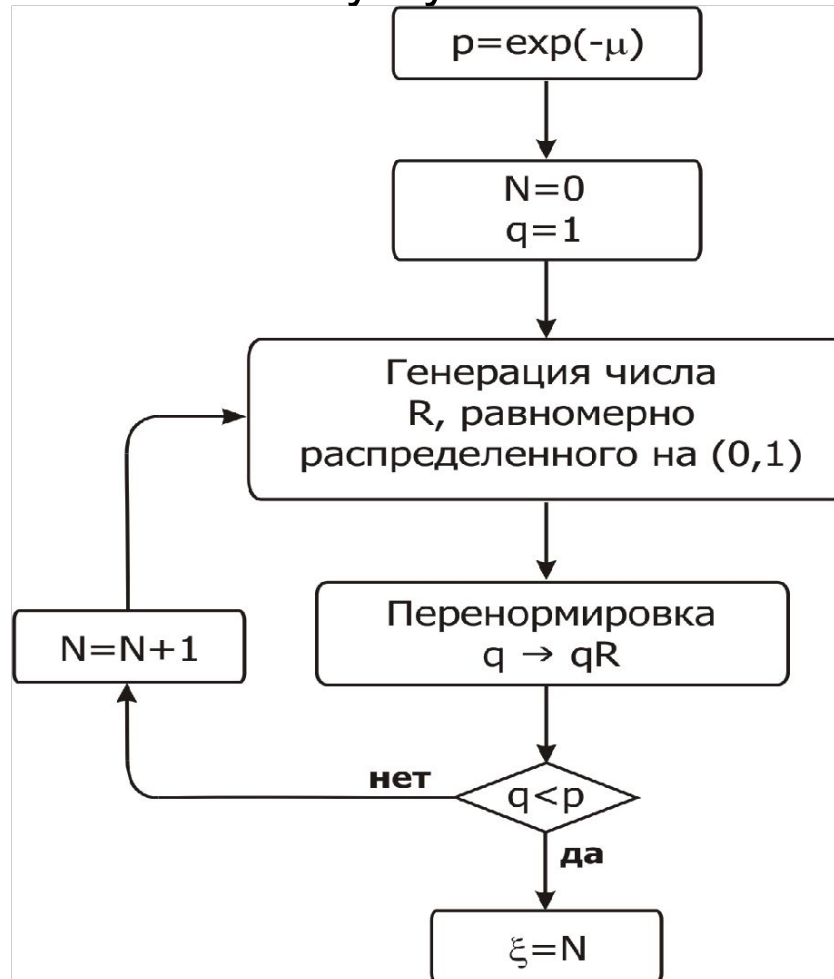 p=exp(-μ)
N=0
q=1
Генерация числа
R, равномерно
распределенного на (0,1)
Перенормировка
q → qR
N=N+1
нет
q<p
да
ξ=N